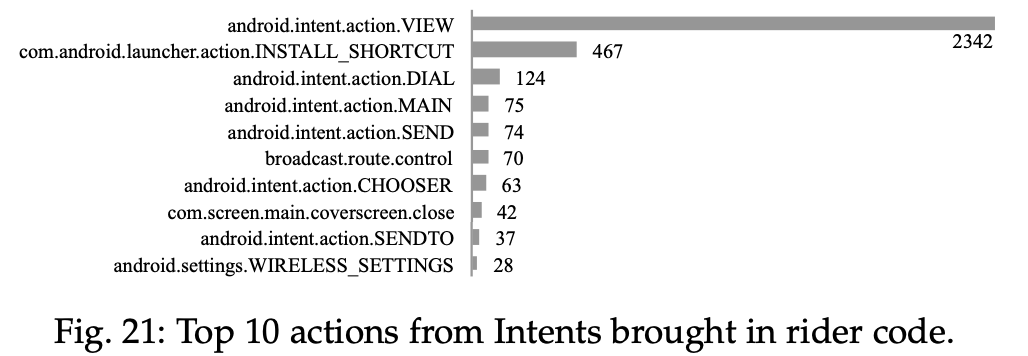 android.intent.action.VIEW
2342
com.android.launcher.action.INSTALL_SHORTCUT 467
android.intent.action.DIAL 124
android.intent.action.MAIN 75
android.intent.action.SEND 74
broadcast.route.control 70
android.intent.action.CHOOSER 63
com.screen.main.coverscreen.close 42
android.intent.action.SENDTO 37
android.settings.WIRELESS_SETTINGS 28
Fig. 21: Top 10 actions from Intents brought in rider code.